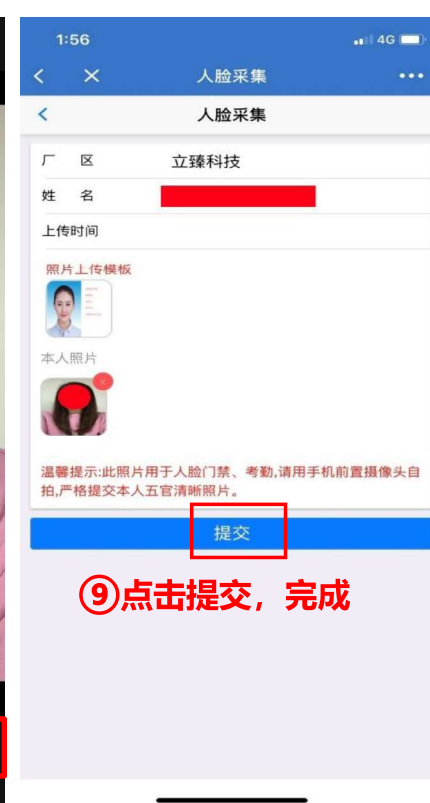 1:56
4G
人脸采集
人脸采集
厂 区 立臻科技
姓 名
上传时间
照片上传模板
本人照片
温馨提示:此照片用于人脸门禁、考勤,请用手机前置摄像头自
拍,严格提交本人五官清晰照片。
提交
⑨点击提交，完成